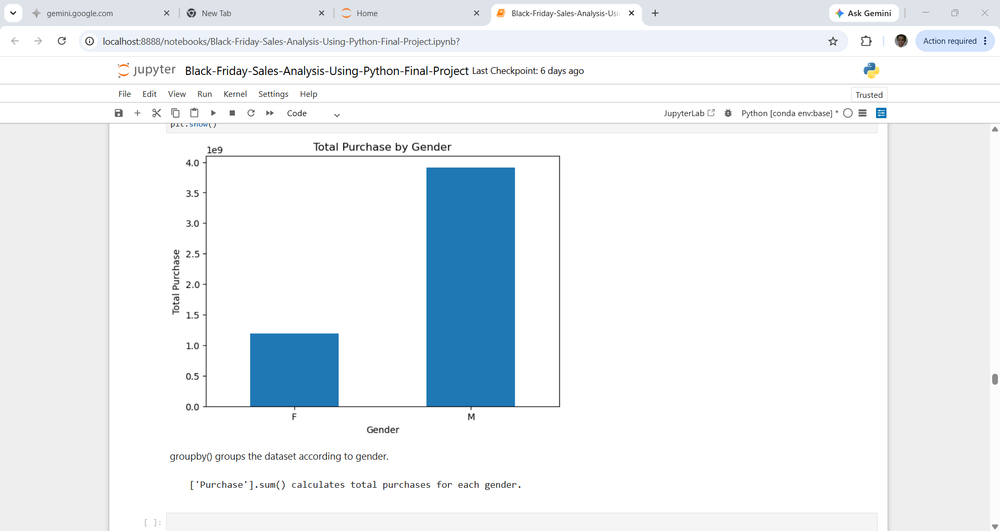 gemini.google.com
New Tab
Home
Black-Friday-Sales-Analysis-Usi
Ask Gemini
localhost:8888/notebooks/Black-Friday-Sales-Analysis-Using-Python-Final-Project.ipynb?
Action required
jupyter Black-Friday-Sales-Analysis-Using-Python-Final-Project Last Checkpoint: 6 days ago
File Edit View Run Kernel Settings Help
Trusted
Code
JupyterLab
Python [conda env:base] *
plt.show()
Total Purchase by Gender
1e9
4.0
3.5
3.0
2.5
2.0
1.5
1.0
0.5
0.0
Total Purchase
F M
Gender
groupby() groups the dataset according to gender.
['Purchase'].sum() calculates total purchases for each gender.
[ ]: